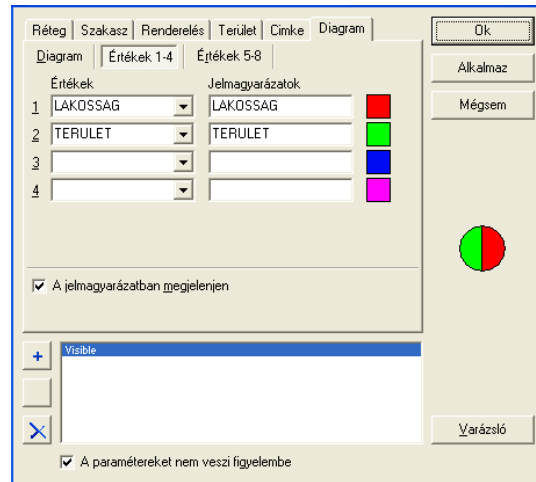 Réteg Szakasz Renderelés Terület Cimke Diagram
Diagram Értékek 1-4 Értékek 5-8
Értékek Jelmagyarázatok
1 LAKOSSAG LAKOSSAG
2 TERULET TERULET
3
4
A jelmagyarázatban megjelenjen
Visible
A paramétereket nem veszi figyelembe
Ok
Alkalmaz
Mégsem
Varázsló